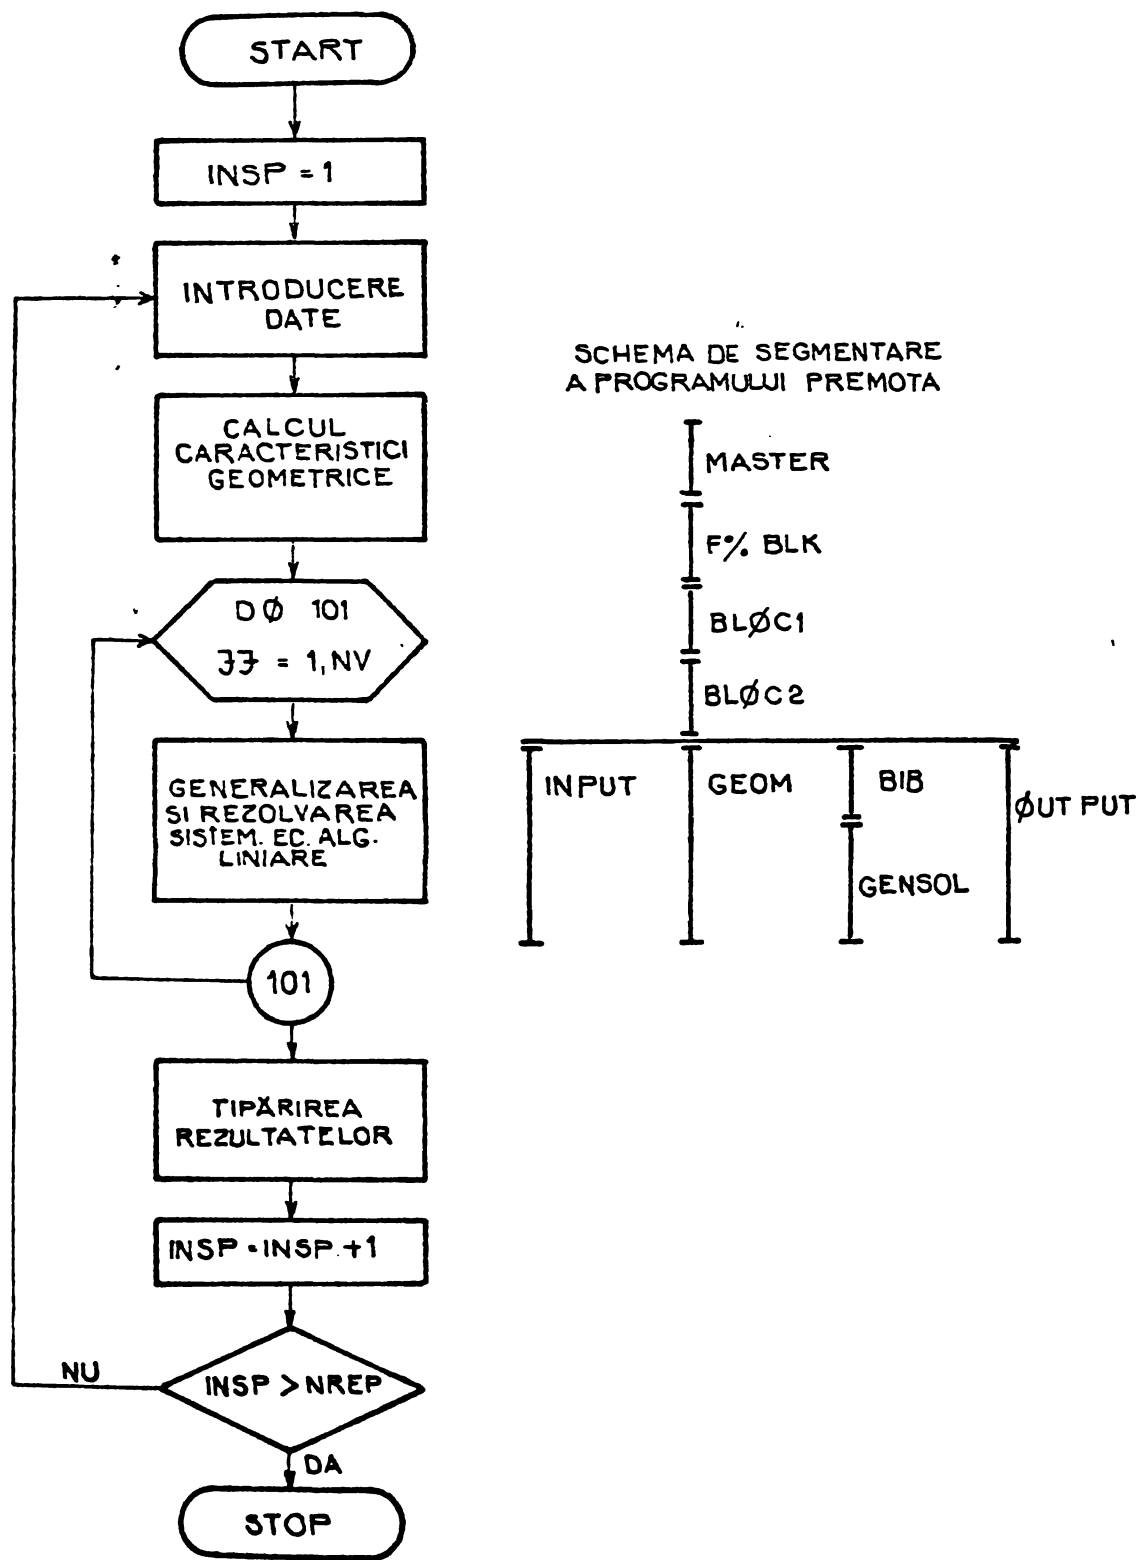 START
INSP = 1
INTRODUCERE
DATE
CALCUL
CARACTERISTICI
GEOMETRICE
DØ 101
JJ = 1, NV
GENERALIZAREA
SI REZOLVAREA
SISTEM. EC. ALG.
LINIARE
101
TIPĂRIREA
REZULTATELOR
INSP = INSP + 1
INSP > NREP
NU
DA
STOP
SCHEMA DE SEGMENTARE
A PROGRAMULUI PREMOTA
MASTER
F% BLK
BLØC1
BLØC2
INPUT
GEOM
BIB
GENSOL
ØUT PUT